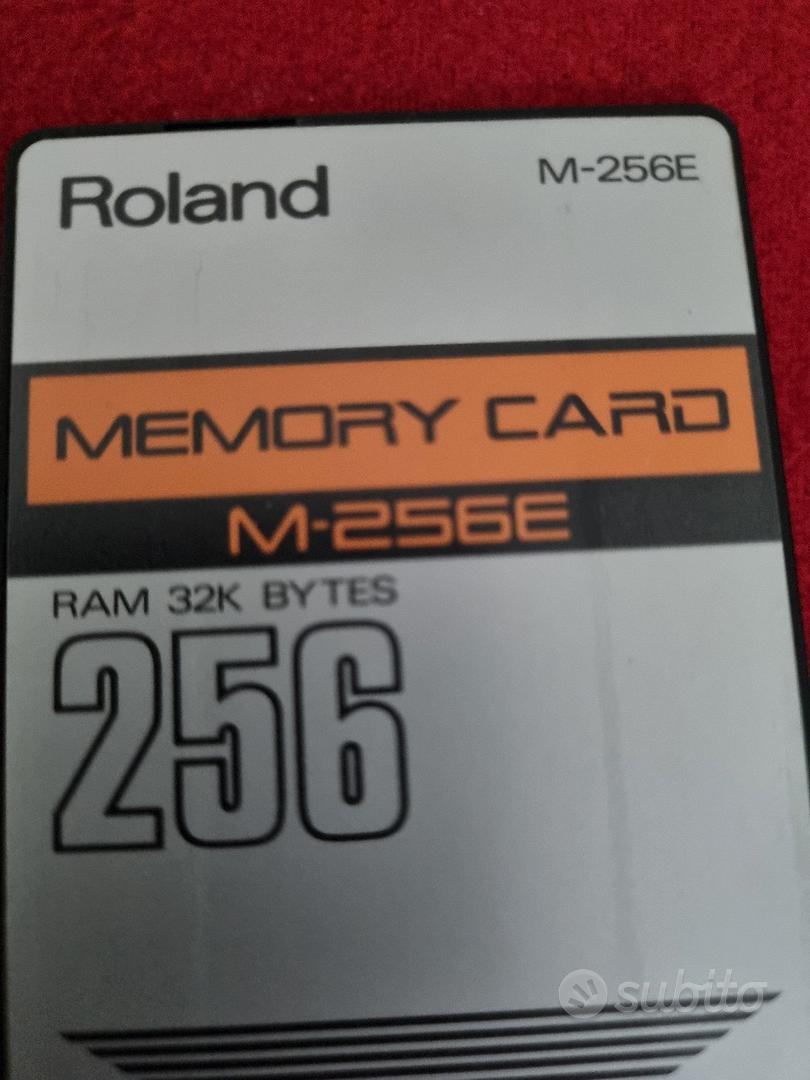 Roland M-256E
MEMORY CARD
M-256E
RAM 32K BYTES
256
subito